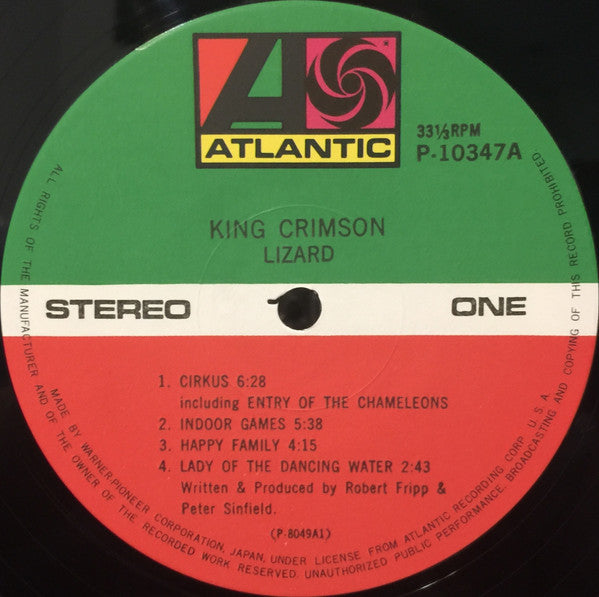 ATLANTIC
33⅓RPM
P-10347A
KING CRIMSON
LIZARD
STEREO
ONE
1. CIRKUS 6:28
including ENTRY OF THE CHAMELEONS
2. INDOOR GAMES 5:38
3. HAPPY FAMILY 4:15
4. LADY OF THE DANCING WATER 2:43
Written & Produced by Robert Fripp &
Peter Sinfield.
(P-8049A1)
ALL RIGHTS OF THE MANUFACTURER AND OF THE OWNER OF THE RECORDED WORK RESERVED. UNAUTHORIZED PUBLIC PERFORMANCE, BROADCASTING AND COPYING OF THIS RECORD PROHIBITED.
MADE BY WARNER-PIONEER CORPORATION, JAPAN, UNDER LICENSE FROM ATLANTIC RECORDING CORP. U.S.A.